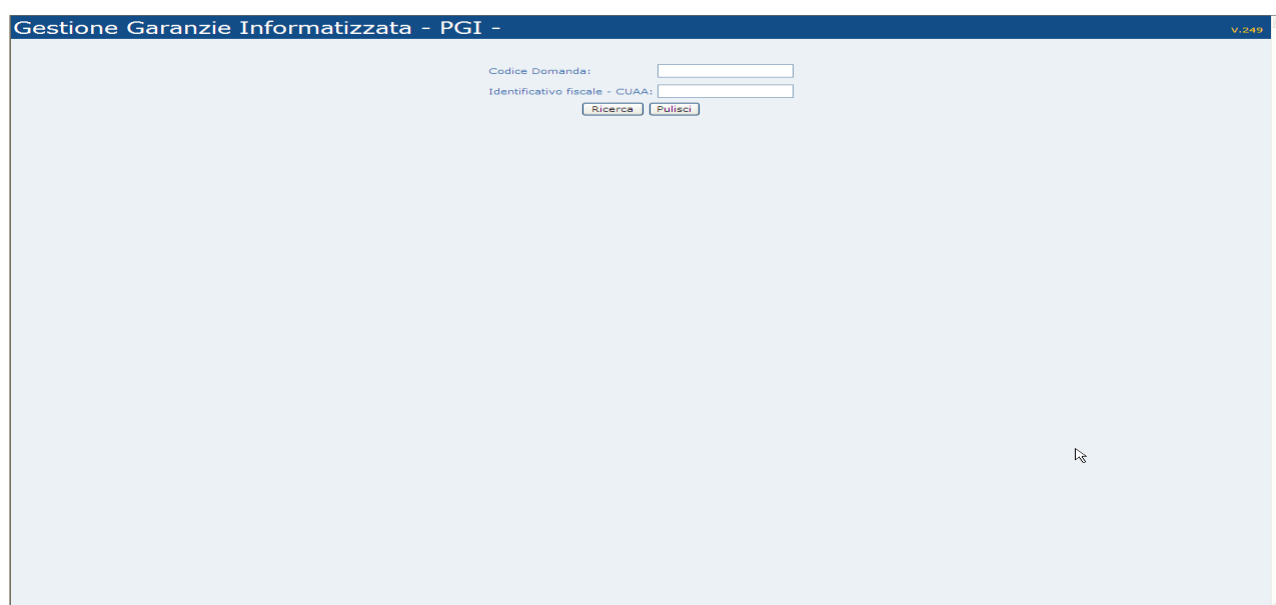 Gestione Garanzie Informatizzata - PGI -
V.249
Codice Domanda:
Identificativo fiscale - CUAA:
Ricerca Pulisci